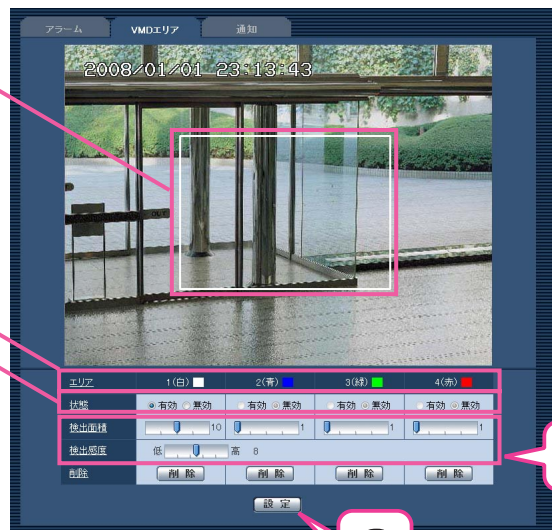 アラーム VMDエリア 通知
2008/01/01 23:13:43
OUT
エリア 1(白) 2(青) 3(緑) 4(赤)
状態 有効 無効 有効 無効 有効 無効 有効 無効
検出面積 10 1 1 1
検出感度 低 高 8
削除 削除 削除 削除 削除
設定